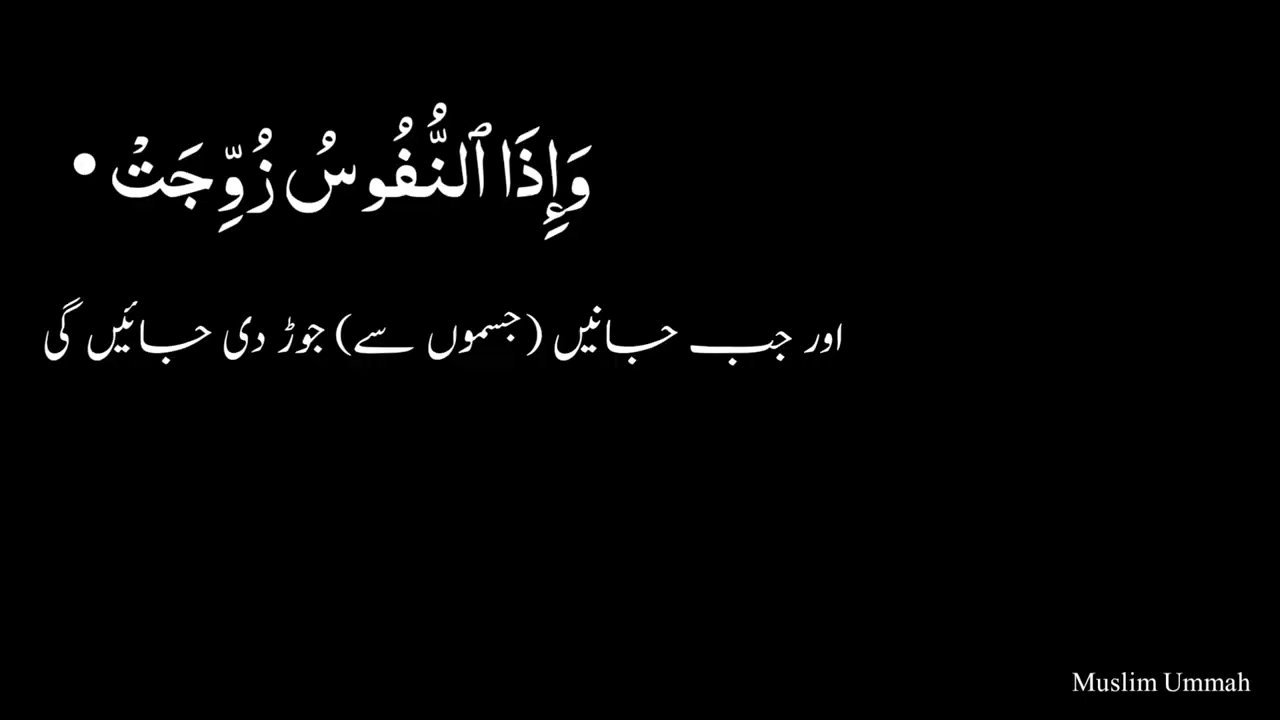 وَإِذَا ٱلنُّفُوسُ زُوِّجَتْ •
اور جب جانیں (جسموں سے) جوڑ دی جائیں گی
Muslim Ummah